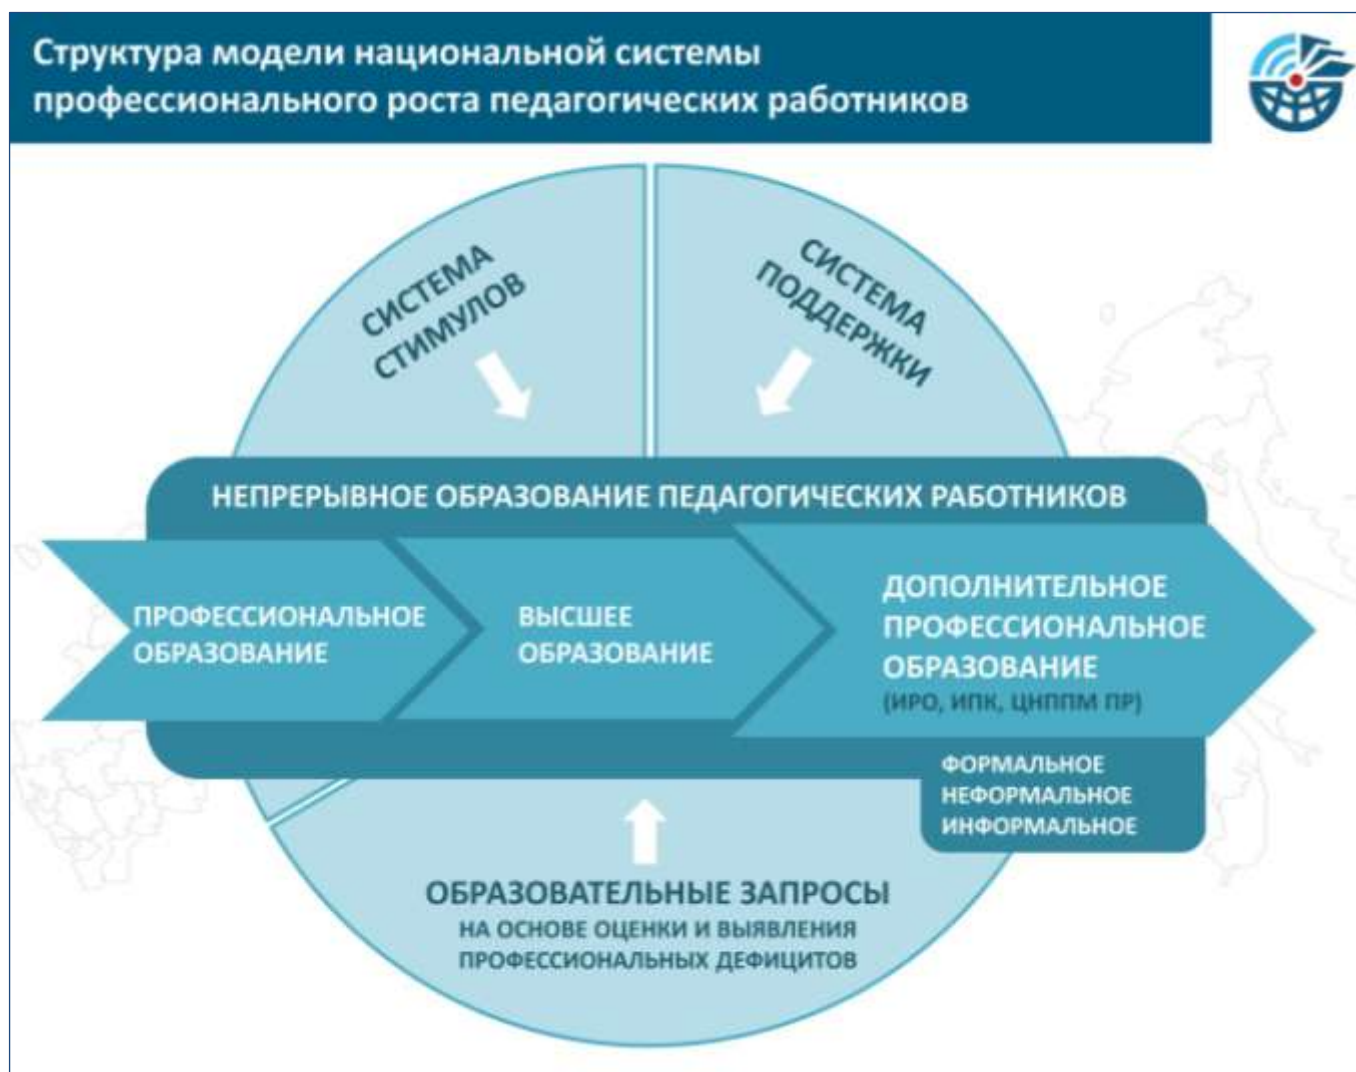 Структура модели национальной системы
профессионального роста педагогических работников
СИСТЕМА
СТИМУЛОВ
СИСТЕМА
ПОДДЕРЖКИ
НЕПРЕРЫВНОЕ ОБРАЗОВАНИЕ ПЕДАГОГИЧЕСКИХ РАБОТНИКОВ
ПРОФЕССИОНАЛЬНОЕ
ОБРАЗОВАНИЕ
ВЫСШЕЕ
ОБРАЗОВАНИЕ
ДОПОЛНИТЕЛЬНОЕ
ПРОФЕССИОНАЛЬНОЕ
ОБРАЗОВАНИЕ
(ИРО, ИПК, ЦНППМ ПР)
ФОРМАЛЬНОЕ
НЕФОРМАЛЬНОЕ
ИНФОРМАЛЬНОЕ
ОБРАЗОВАТЕЛЬНЫЕ ЗАПРОСЫ
НА ОСНОВЕ ОЦЕНКИ И ВЫЯВЛЕНИЯ
ПРОФЕССИОНАЛЬНЫХ ДЕФИЦИТОВ